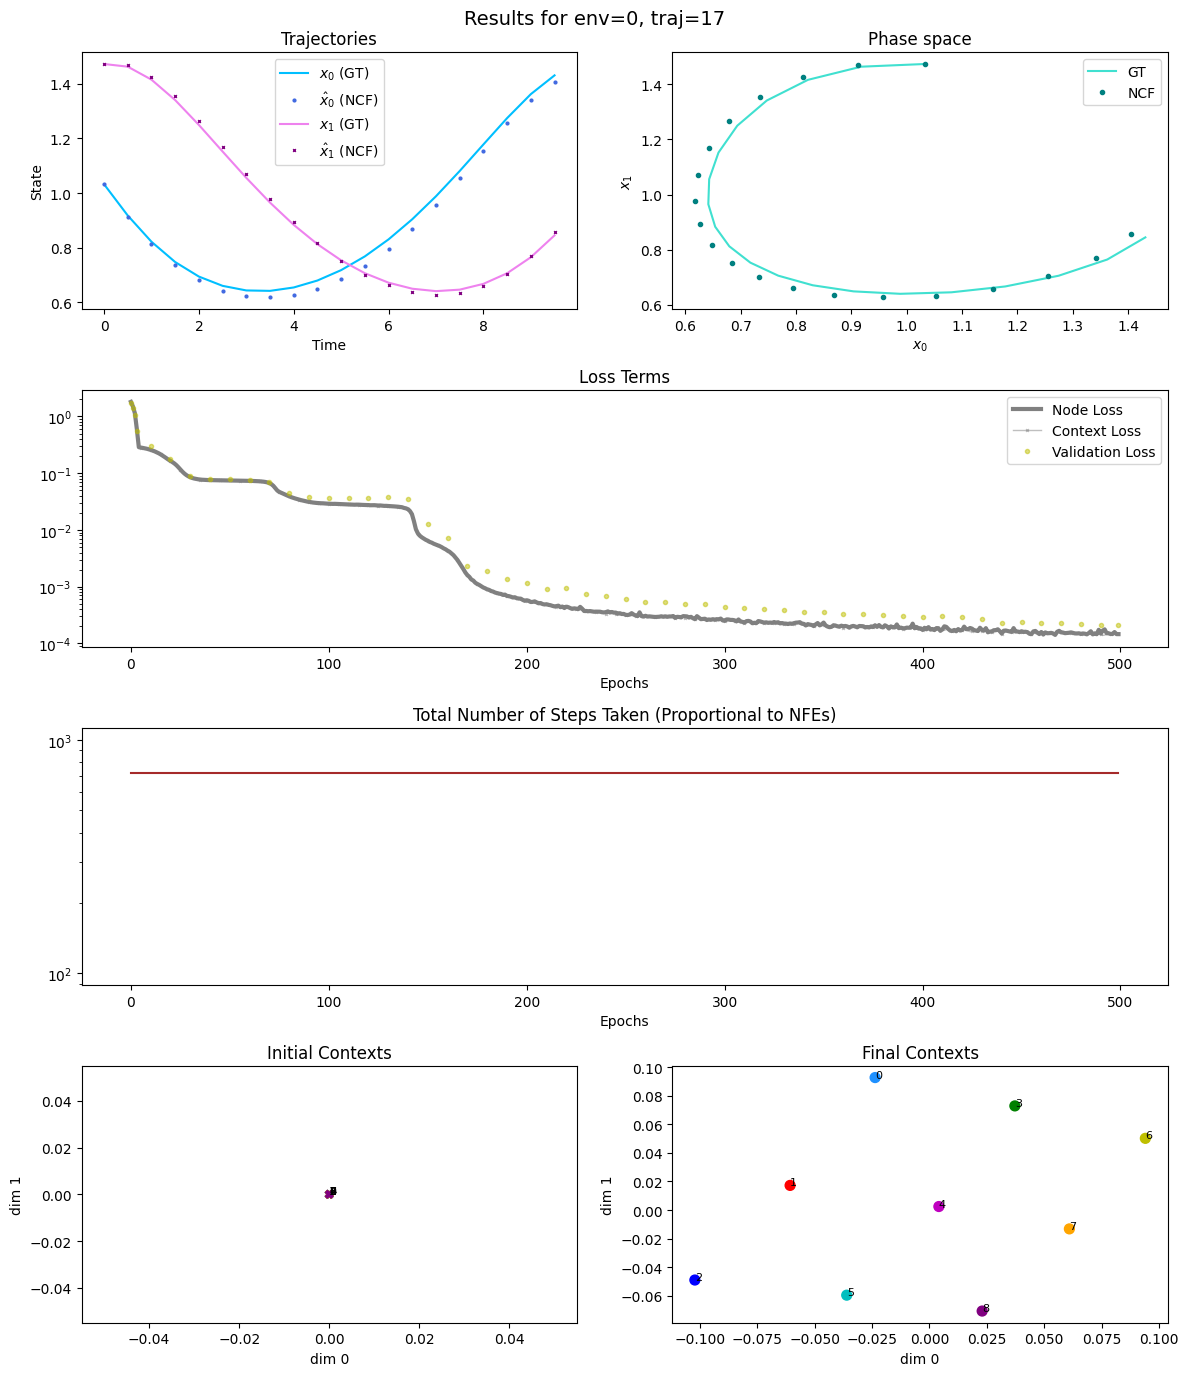 Results for env=0, traj=17
Trajectories
Phase space
x₀ (GT)
x̂₀ (NCF)
x₁ (GT)
x̂₁ (NCF)
GT
NCF
1.4
1.2
1.0
0.8
0.6
State
0 2 4 6 8
Time
1.4
1.2
1.0
0.8
0.6
x₁
0.6 0.7 0.8 0.9 1.0 1.1 1.2 1.3 1.4
x₀
Loss Terms
Node Loss
Context Loss
Validation Loss
10⁰
10⁻¹
10⁻²
10⁻³
10⁻⁴
0 100 200 300 400 500
Epochs
Total Number of Steps Taken (Proportional to NFEs)
10³
10²
0 100 200 300 400 500
Epochs
Initial Contexts
0.04
0.02
0.00
−0.02
−0.04
dim 1
−0.04 −0.02 0.00 0.02 0.04
dim 0
Final Contexts
0.10
0.08
0.06
0.04
0.02
0.00
−0.02
−0.04
−0.06
dim 1
0
3
6
1
4
7
2
5
8
−0.100 −0.075 −0.050 −0.025 0.000 0.025 0.050 0.075 0.100
dim 0